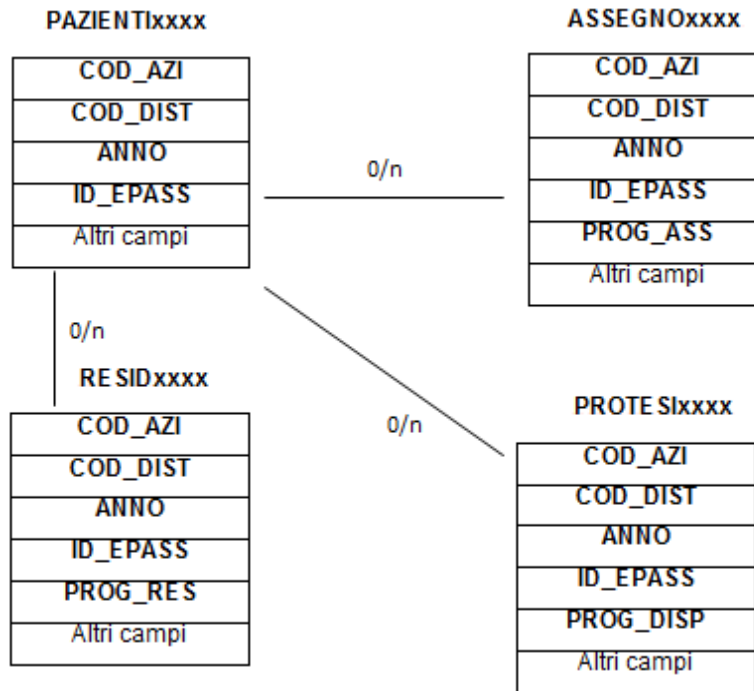 PAZIENTIxxxx
COD_AZI
COD_DIST
ANNO
ID_EPASS
Altri campi
0/n
ASSEGNOxxxx
COD_AZI
COD_DIST
ANNO
ID_EPASS
PROG_ASS
Altri campi
0/n
RESIDxxxx
COD_AZI
COD_DIST
ANNO
ID_EPASS
PROG_RES
Altri campi
0/n
PROTESIxxxx
COD_AZI
COD_DIST
ANNO
ID_EPASS
PROG_DISP
Altri campi